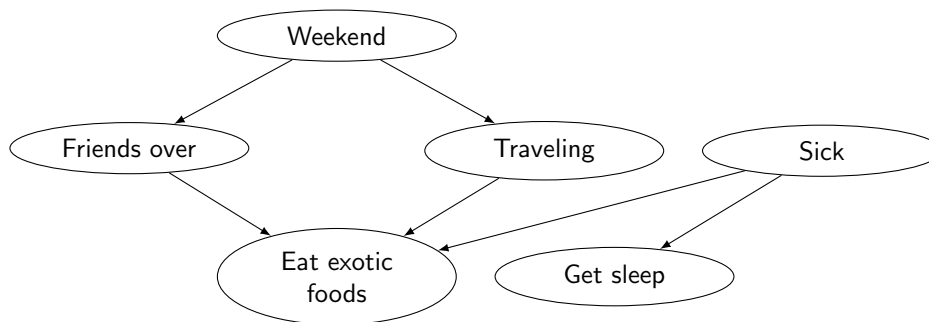 Weekend
Friends over
Traveling
Sick
Eat exotic
foods
Get sleep